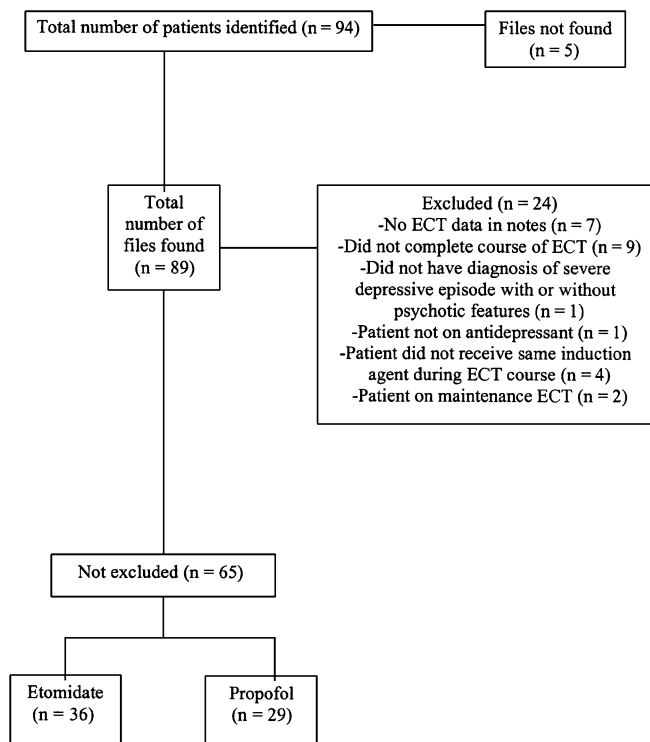 Total number of patients identified (n = 94)
Files not found
(n = 5)
Total
number of
files found
(n = 89)
Excluded (n = 24)
-No ECT data in notes (n = 7)
-Did not complete course of ECT (n = 9)
-Did not have diagnosis of severe
depressive episode with or without
psychotic features (n = 1)
-Patient not on antidepressant (n = 1)
-Patient did not receive same induction
agent during ECT course (n = 4)
-Patient on maintenance ECT (n = 2)
Not excluded (n = 65)
Etomidate
(n = 36)
Propofol
(n = 29)